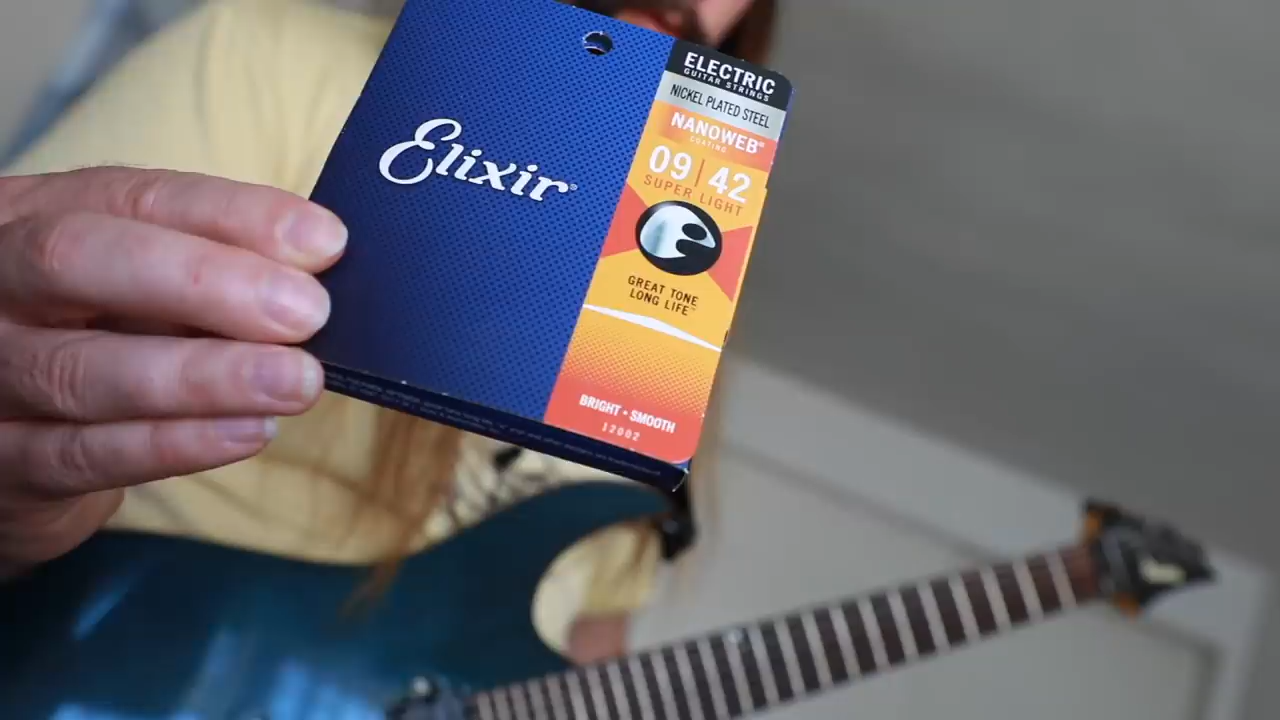 Elixir®
ELECTRIC
GUITAR STRINGS
NICKEL PLATED STEEL
NANOWEB®
COATING
09 | 42
SUPER LIGHT
GREAT TONE
LONG LIFE™
BRIGHT • SMOOTH
12002